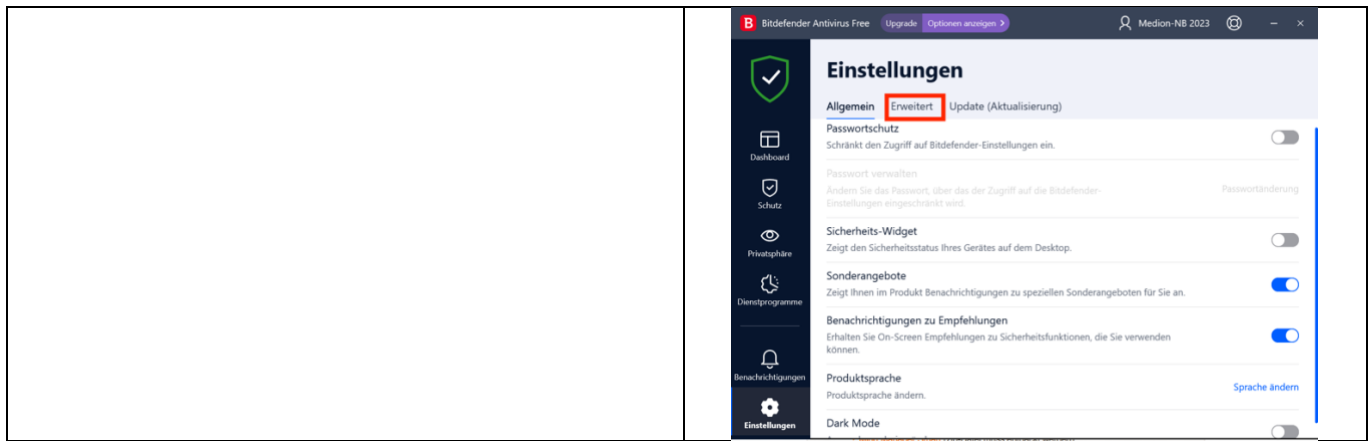 B Bitdefender Antivirus Free Upgrade Optionen anzeigen > Medion-NB 2023
Einstellungen
Allgemein Erweitert Update (Aktualisierung)
Passwortschutz
Schränkt den Zugriff auf Bitdefender-Einstellungen ein.
Passwort verwalten
Ändern Sie das Passwort, über das der Zugriff auf die Bitdefender-
Einstellungen eingeschränkt wird.
Passwortänderung
Sicherheits-Widget
Zeigt den Sicherheitsstatus Ihres Gerätes auf dem Desktop.
Sonderangebote
Zeigt Ihnen im Produkt Benachrichtigungen zu speziellen Sonderangeboten für Sie an.
Benachrichtigungen zu Empfehlungen
Erhalten Sie On-Screen Empfehlungen zu Sicherheitsfunktionen, die Sie verwenden
können.
Produktsprache
Produktsprache ändern.
Sprache ändern
Dark Mode
Dashboard
Schutz
Privatsphäre
Dienstprogramme
Benachrichtigungen
Einstellungen